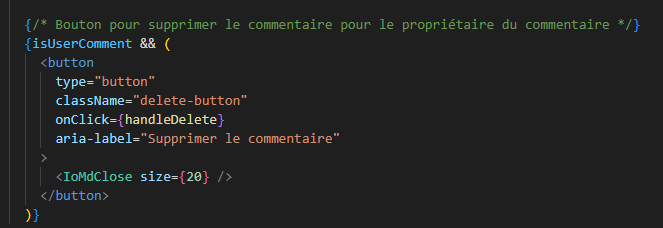 {/* Bouton pour supprimer le commentaire pour le propriétaire du commentaire */}
{isUserComment && (
<button
type="button"
className="delete-button"
onClick={handleDelete}
aria-label="Supprimer le commentaire"
>
<IoMdClose size={20} />
</button>
)}